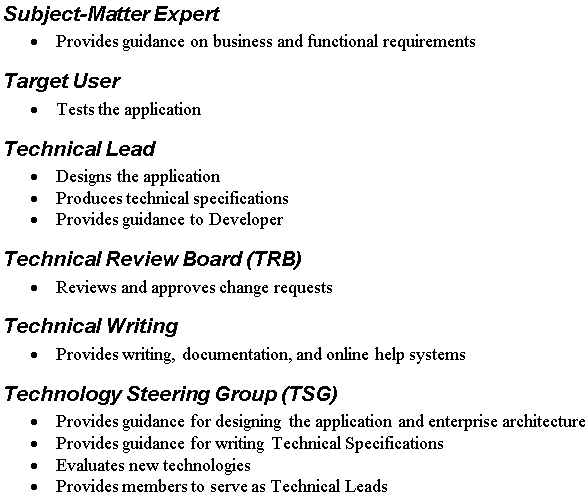 Subject-Matter Expert
• Provides guidance on business and functional requirements
Target User
• Tests the application
Technical Lead
• Designs the application
• Produces technical specifications
• Provides guidance to Developer
Technical Review Board (TRB)
• Reviews and approves change requests
Technical Writing
• Provides writing, documentation, and online help systems
Technology Steering Group (TSG)
• Provides guidance for designing the application and enterprise architecture
• Provides guidance for writing Technical Specifications
• Evaluates new technologies
• Provides members to serve as Technical Leads